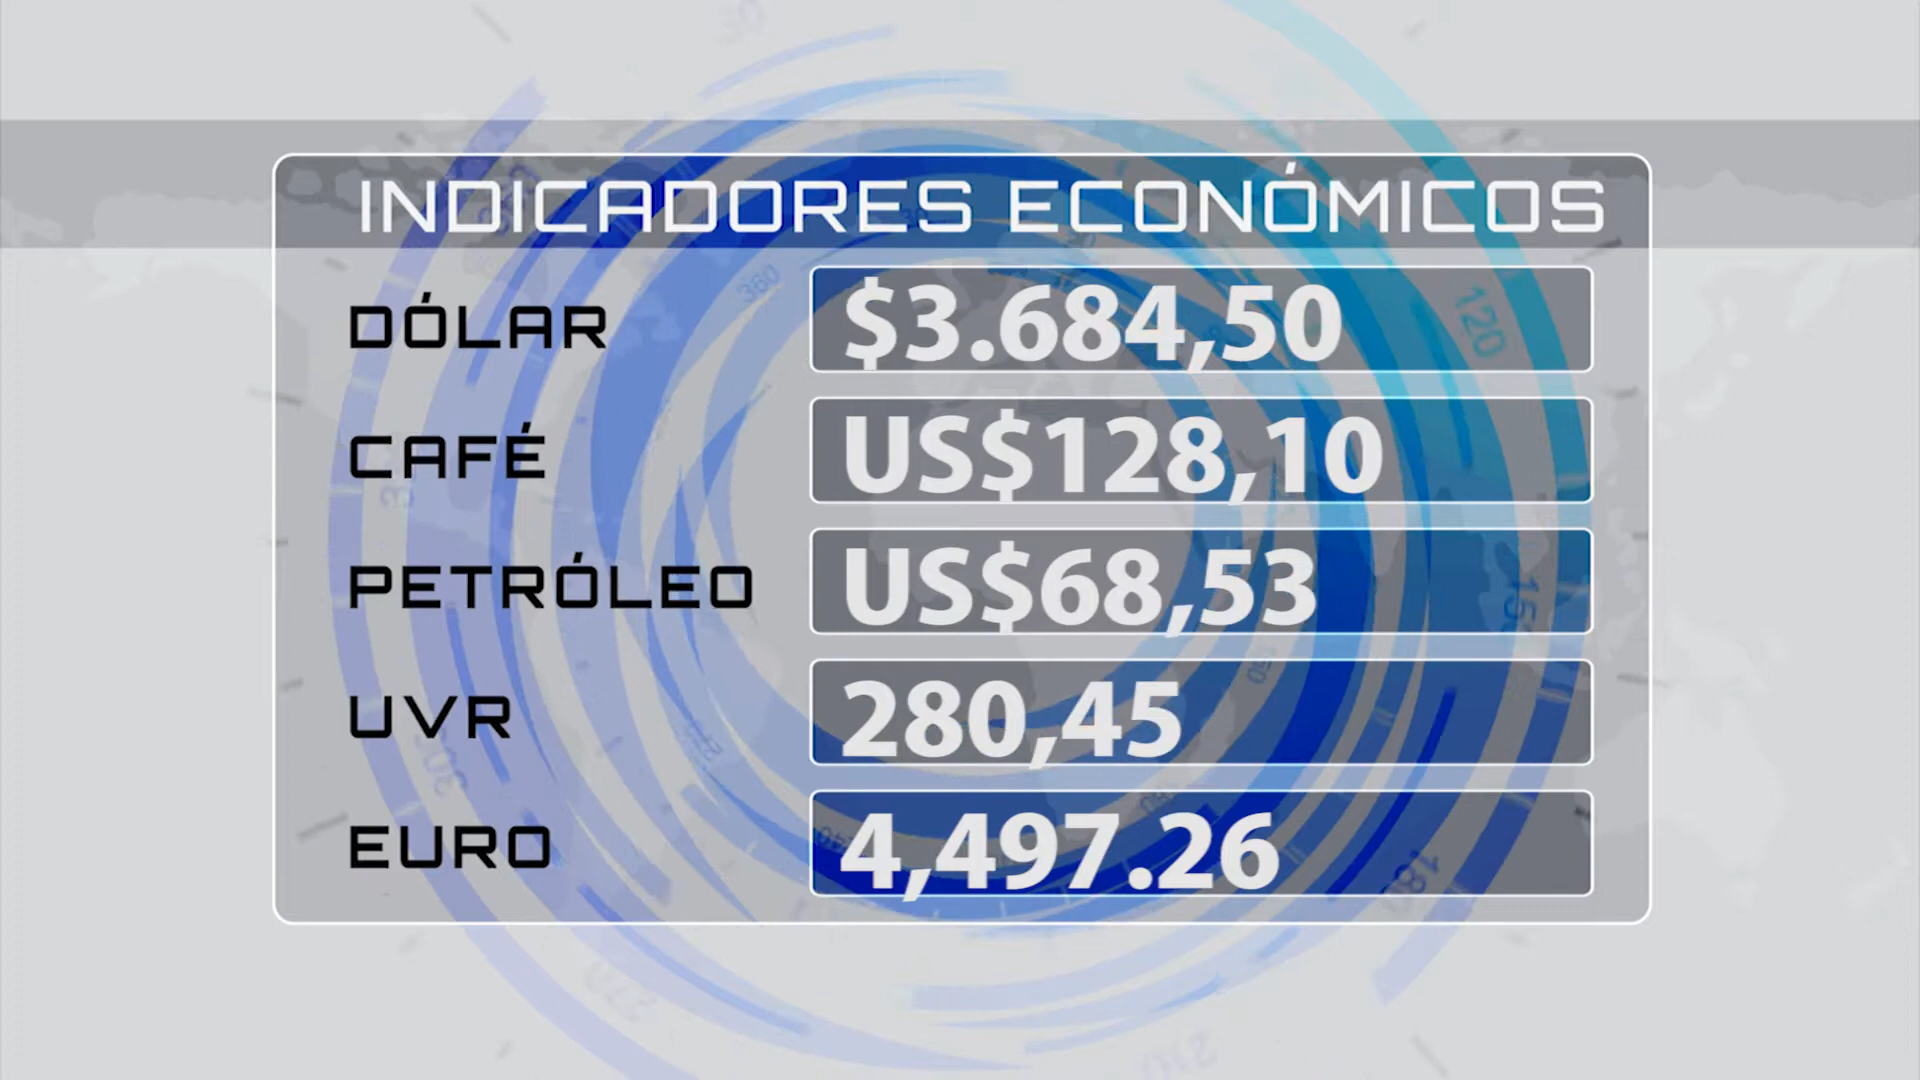 INDICADORES ECONÓMICOS
DÓLAR $3.684,50
CAFÉ US$128,10
PETRÓLEO US$68,53
UVR 280,45
EURO 4,497.26